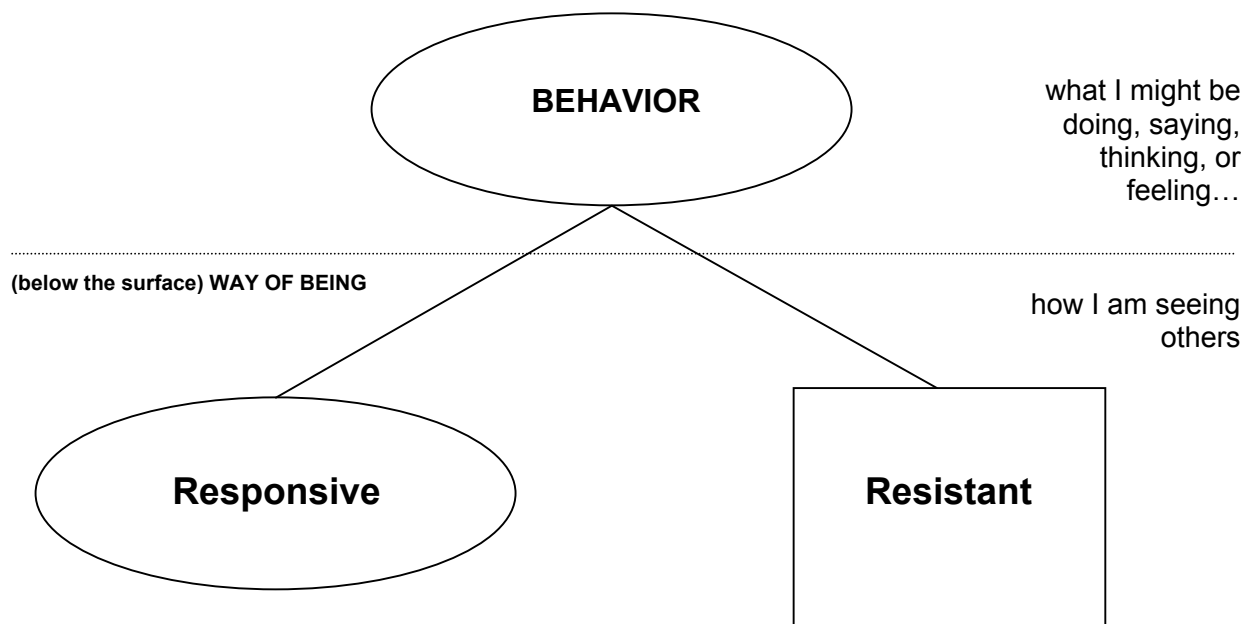 BEHAVIOR
what I might be
doing, saying,
thinking, or
feeling…
(below the surface) WAY OF BEING
how I am seeing
others
Responsive
Resistant